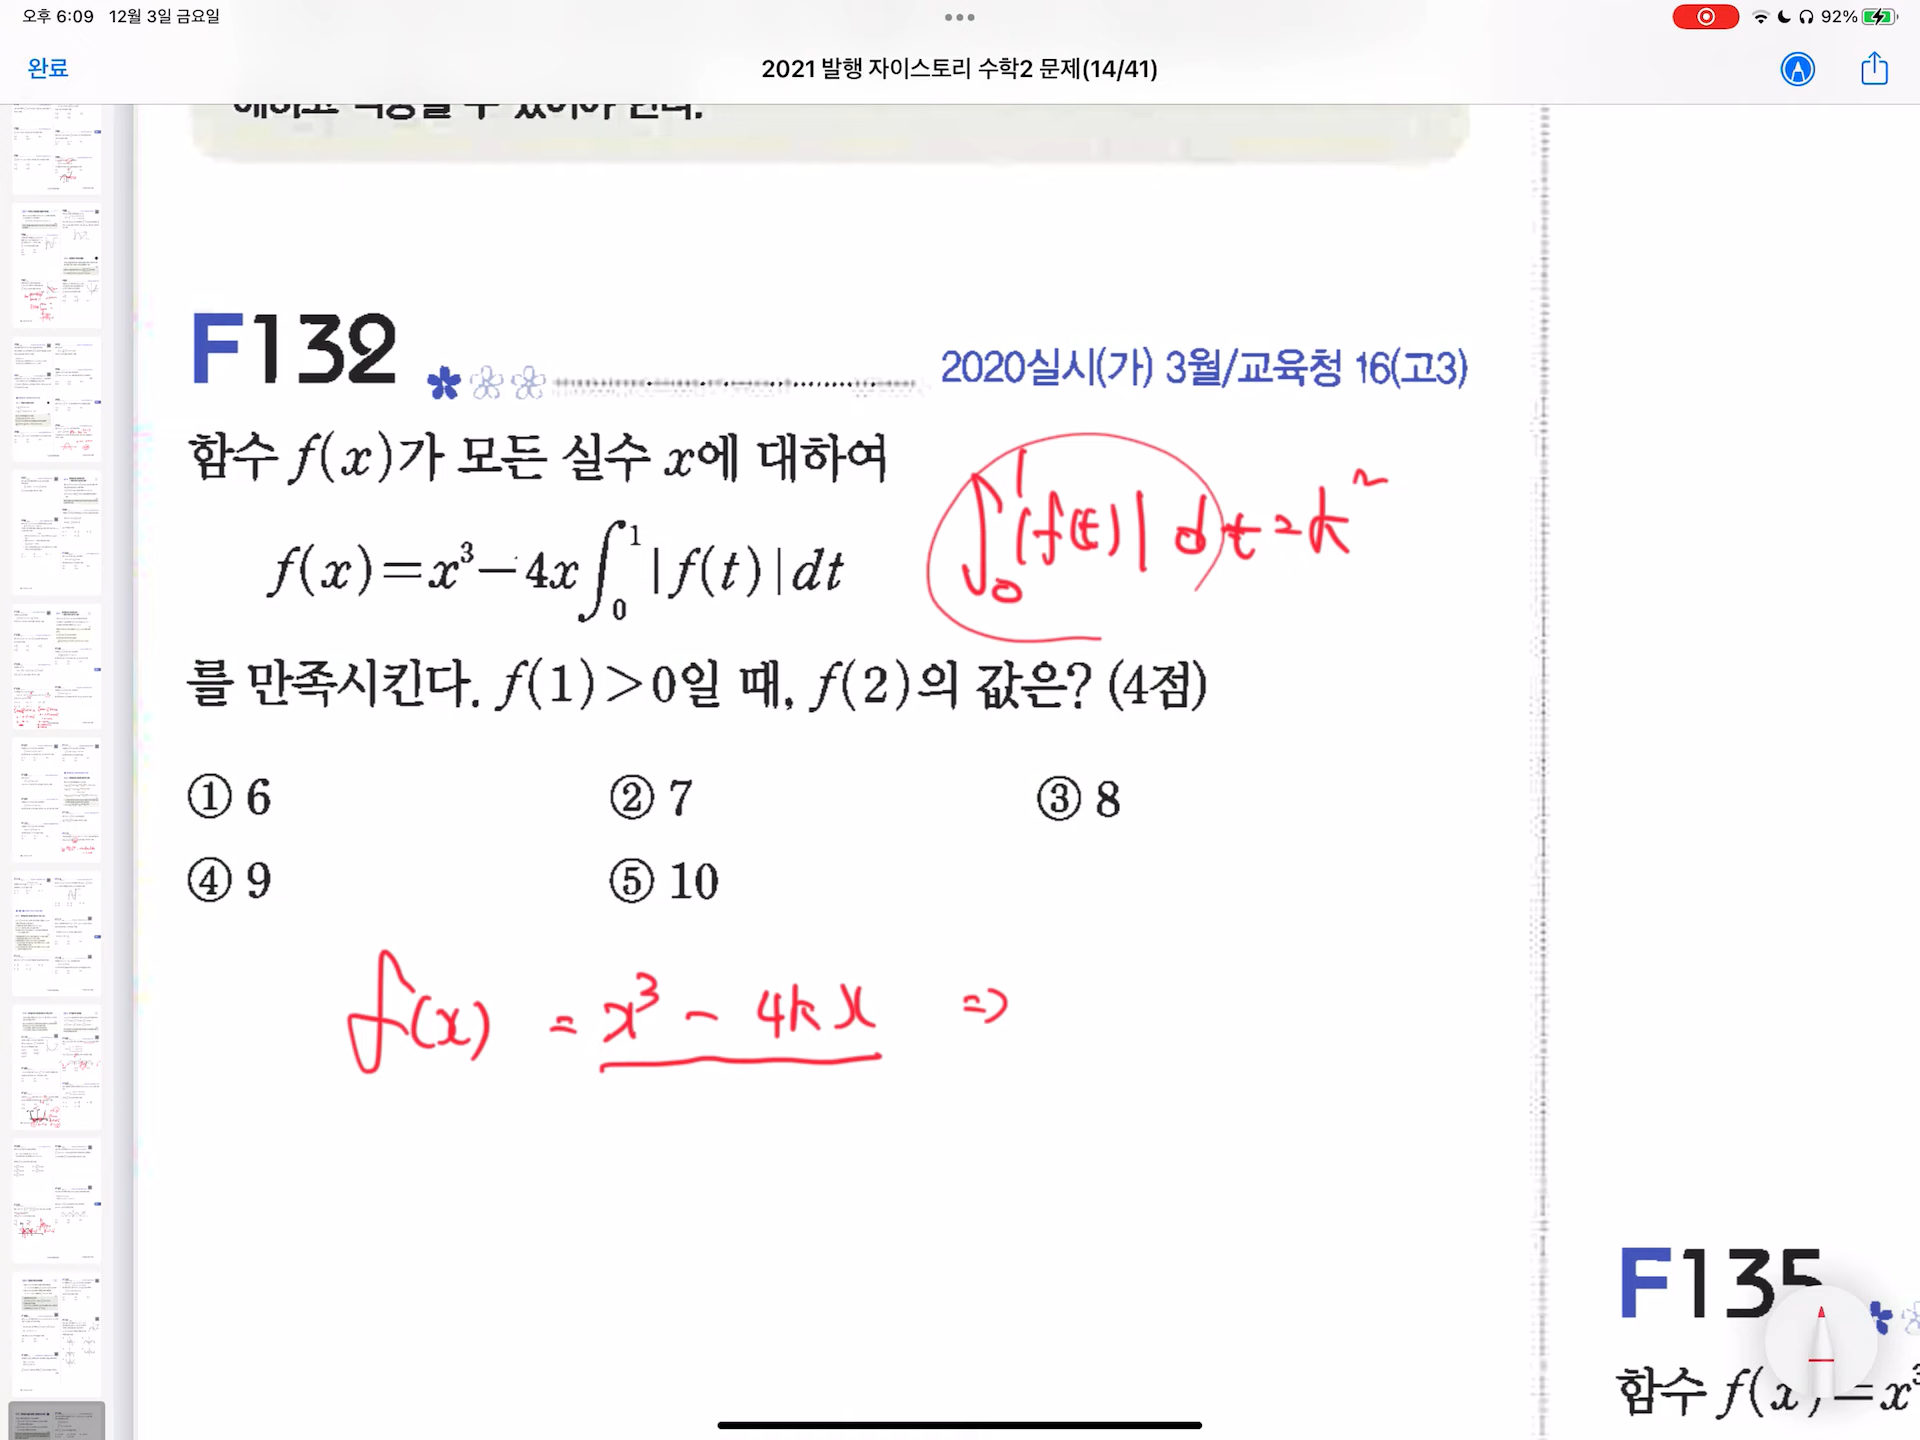 오후 6:09 12월 3일 금요일
92%
완료
2021 발행 자이스토리 수학2 문제(14/41)
F132
2020실시(가) 3월/교육청 16(고3)
함수 f(x)가 모든 실수 x에 대하여
f(x)=x³-4x∫₀¹|f(t)|dt
∫₀¹|f(t)|dt=k
를 만족시킨다. f(1)>0일 때, f(2)의 값은? (4점)
① 6 ② 7 ③ 8
④ 9 ⑤ 10
f(x) = x³ - 4kx ⇒
F135
함수 f(x)=x³